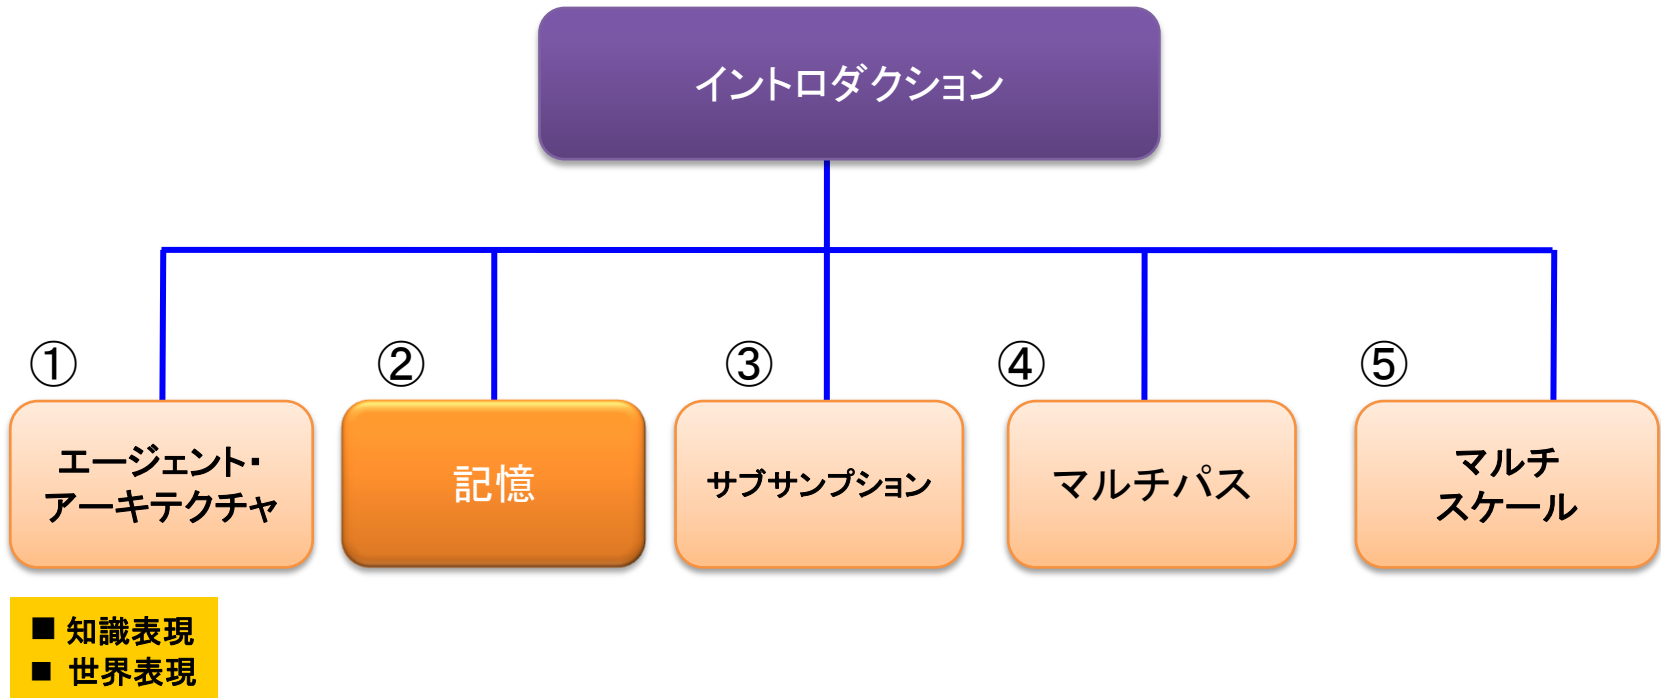 イントロダクション
①
②
③
④
⑤
エージェント・
アーキテクチャ
記憶
サブサンプション
マルチパス
マルチ
スケール
■ 知識表現
■ 世界表現